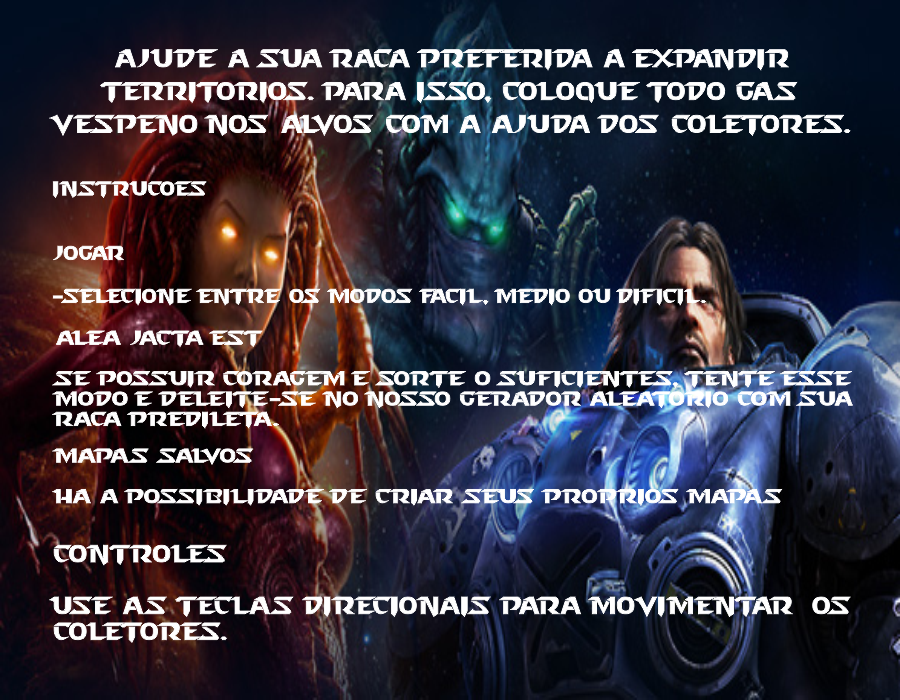 AJUDE A SUA RACA PREFERIDA A EXPANDIR
TERRITORIOS. PARA ISSO, COLOQUE TODO GAS
VESPENO NOS ALVOS COM A AJUDA DOS COLETORES.
INSTRUCOES
JOGAR
-SELECIONE ENTRE OS MODOS FACIL, MEDIO OU DIFICIL.
ALEA JACTA EST
SE POSSUIR CORAGEM E SORTE O SUFICIENTES, TENTE ESSE
MODO E DELEITE-SE NO NOSSO GERADOR ALEATORIO COM SUA
RACA PREDILETA.
MAPAS SALVOS
HA A POSSIBILIDADE DE CRIAR SEUS PROPRIOS MAPAS
CONTROLES
USE AS TECLAS DIRECIONAIS PARA MOVIMENTAR OS
COLETORES.